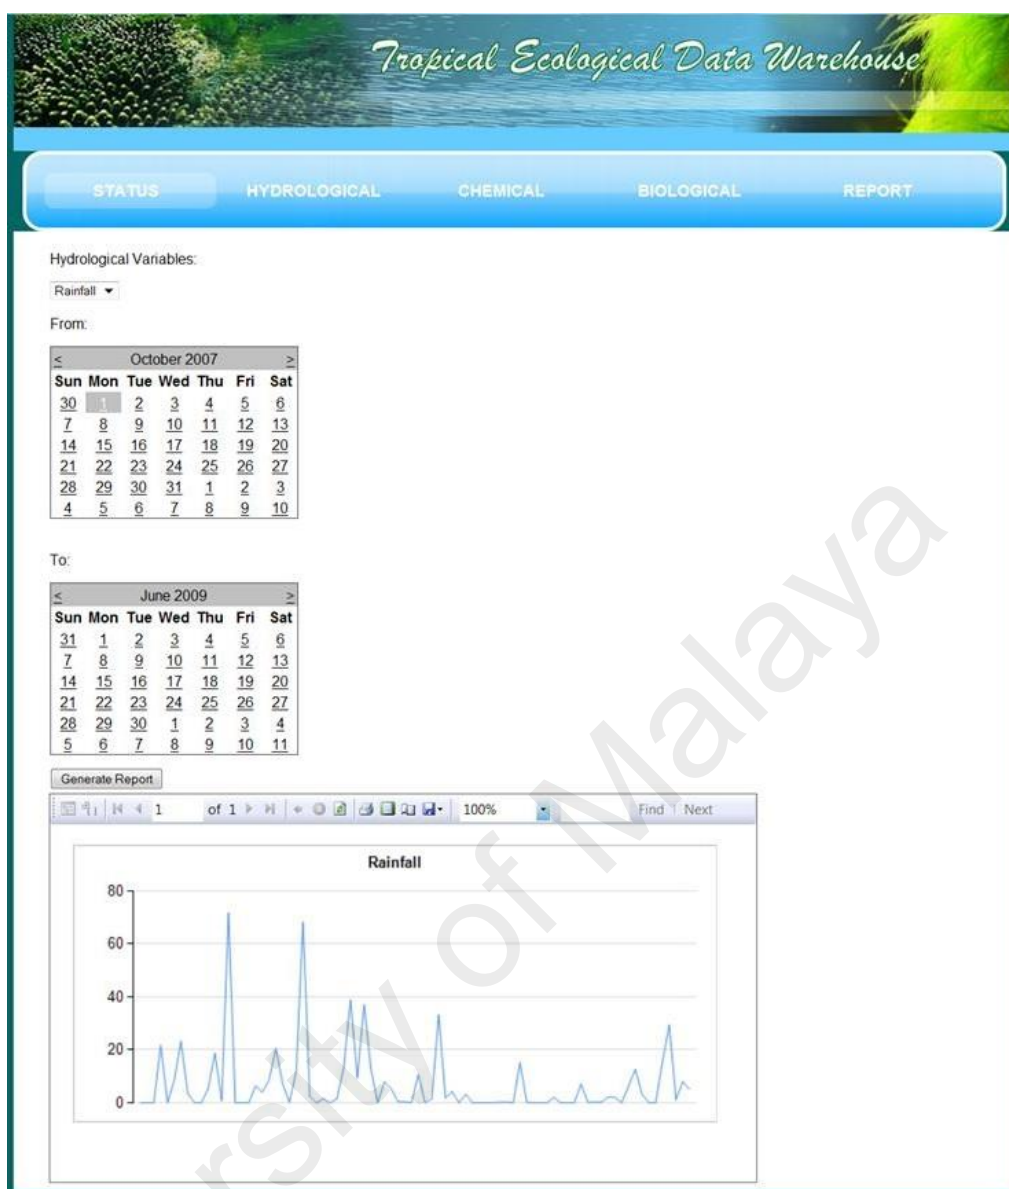 Tropical Ecological Data Warehouse
STATUS HYDROLOGICAL CHEMICAL BIOLOGICAL REPORT
Hydrological Variables:
Rainfall
From:
< October 2007 >
Sun Mon Tue Wed Thu Fri Sat
30 1 2 3 4 5 6
7 8 9 10 11 12 13
14 15 16 17 18 19 20
21 22 23 24 25 26 27
28 29 30 31 1 2 3
4 5 6 7 8 9 10
To:
< June 2009 >
Sun Mon Tue Wed Thu Fri Sat
31 1 2 3 4 5 6
7 8 9 10 11 12 13
14 15 16 17 18 19 20
21 22 23 24 25 26 27
28 29 30 1 2 3 4
5 6 7 8 9 10 11
Generate Report
1 of 1 100% Find | Next
Rainfall
80
60
40
20
0
rsity of Malaya